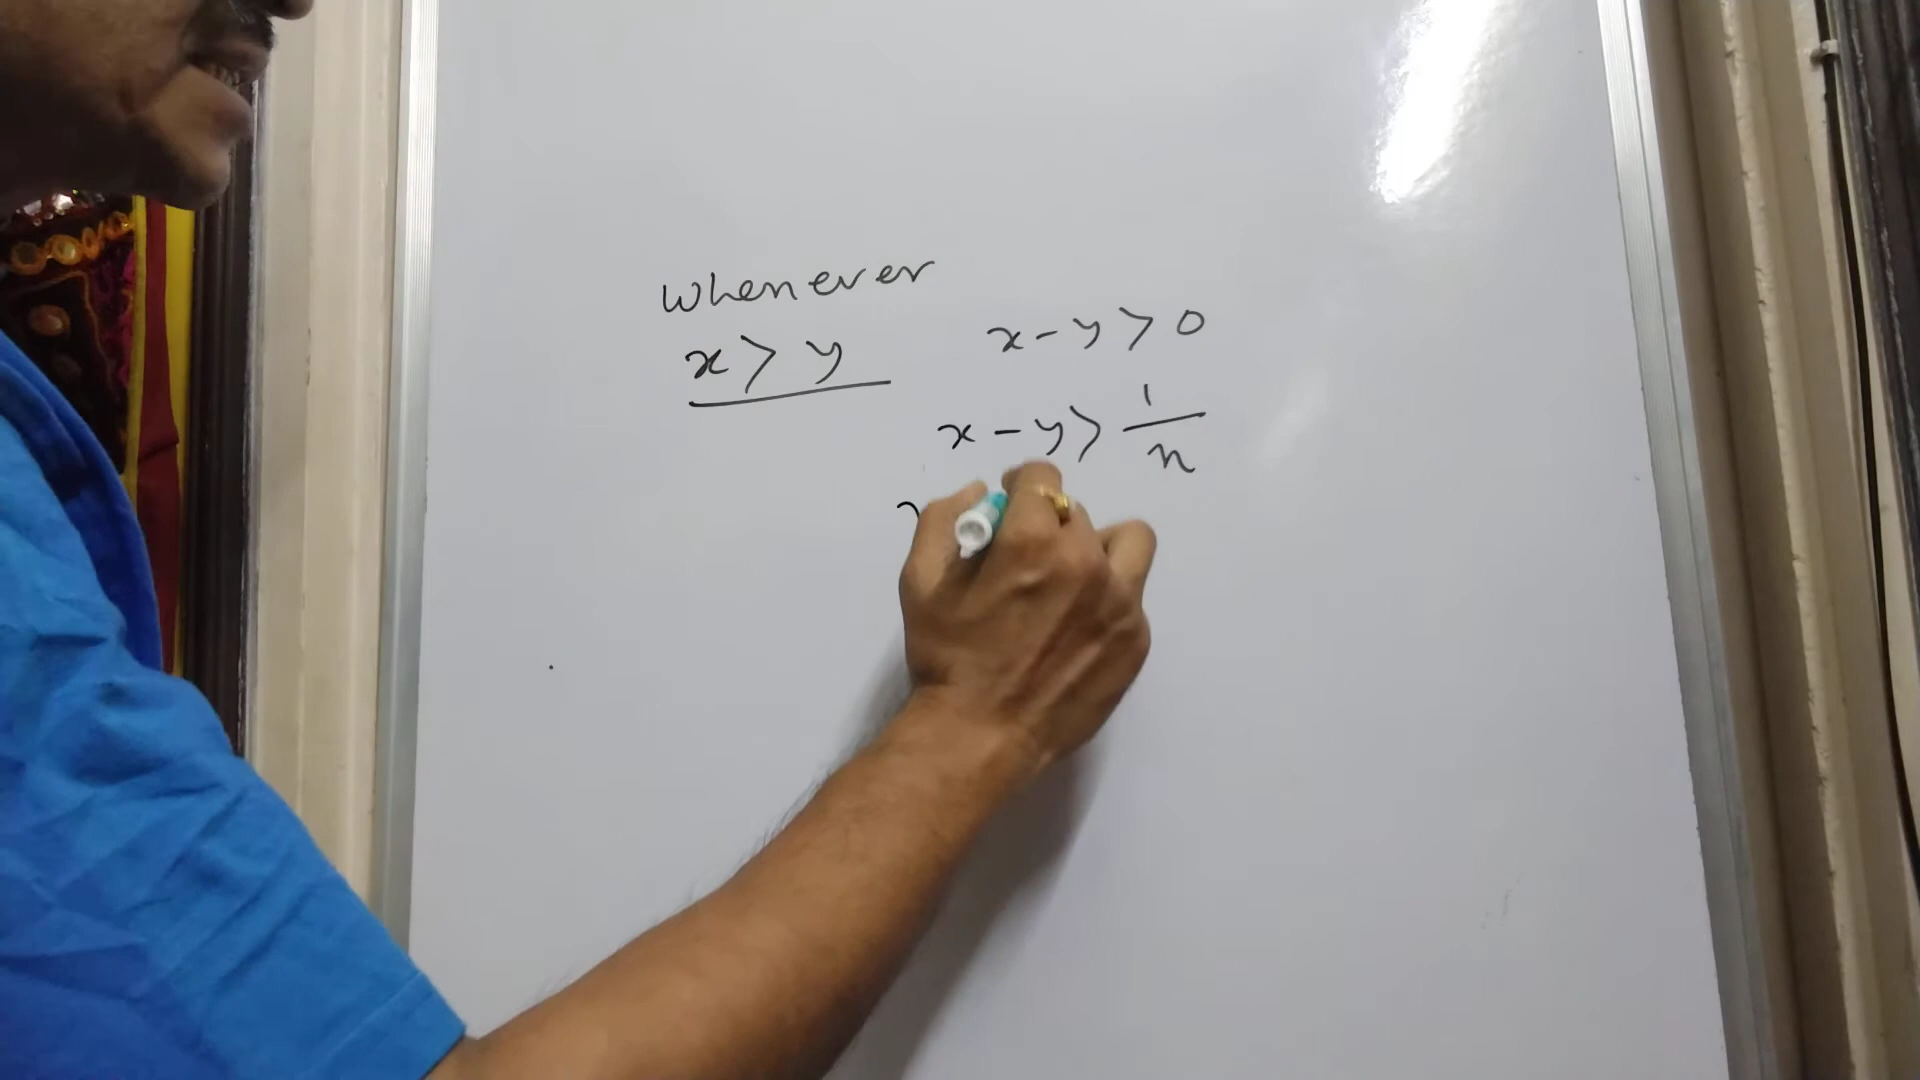 Whenever
x > y
x - y > 0
x - y > 1/n